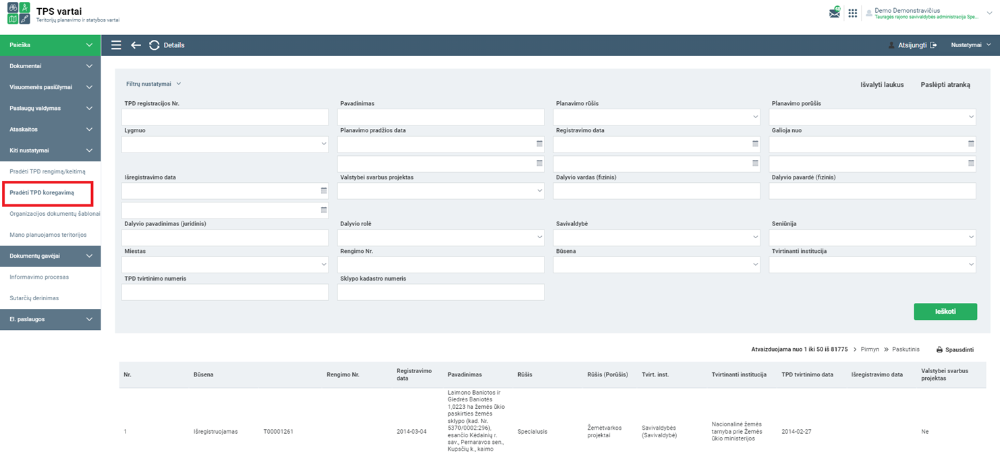 TPS vartai
Teritorijų planavimo ir statybos vartai
Demo Demonstravičius
Tauragės rajono savivaldybės administracija Spe...
Paieška
Details
Atsijungti
Nustatymai
Dokumentai
Visuomenės pasiūlymai
Paslaugų valdymas
Ataskaitos
Kiti nustatymai
Pradėti TPD rengimą/keitimą
Pradėti TPD koregavimą
Organizacijos dokumentų šablonai
Mano planuojamos teritorijos
Dokumentų gavėjai
Informavimo procesas
Sutarčių derinimas
El. paslaugos
Filtrų nustatymai
Išvalyti laukus
Paslėpti atranką
TPD registracijos Nr.
Pavadinimas
Planavimo rūšis
Planavimo porūšis
Lygmuo
Planavimo pradžios data
Registravimo data
Galioja nuo
Išregistravimo data
Valstybei svarbus projektas
Dalyvio vardas (fizinis)
Dalyvio pavardė (fizinis)
Dalyvio pavadinimas (juridinis)
Dalyvio rolė
Savivaldybė
Seniūnija
Miestas
Rengimo Nr.
Būsena
Tvirtinanti institucija
TPD tvirtinimo numeris
Sklypo kadastro numeris
Ieškoti
Atvaizduojama nuo 1 iki 50 iš 81775
Pirmyn
Paskutinis
Spausdinti
Nr.
Būsena
Rengimo Nr.
Registravimo
data
Pavadinimas
Rūšis
Rūšis (Porūšis)
Tvirt. inst.
Tvirtinanti institucija
TPD tvirtinimo data
Išregistravimo data
Valstybei svarbus
projektas
1
Išregistruojamas
T00001261
2014-03-04
Laimono Baniotos ir
Giedrės Baniotės
1,0223 ha žemės ūkio
paskirties žemės
sklypo (kad. Nr.
5370/0002:296),
esančio Kėdainių r.
sav., Pernaravos sen.,
Kupsčių k., kaimo
Specialusis
Žemėtvarkos
projektai
Savivaldybės
(Savivaldybė)
Nacionalinė žemės
tarnyba prie Žemės
ūkio ministerijos
2014-02-27
Ne